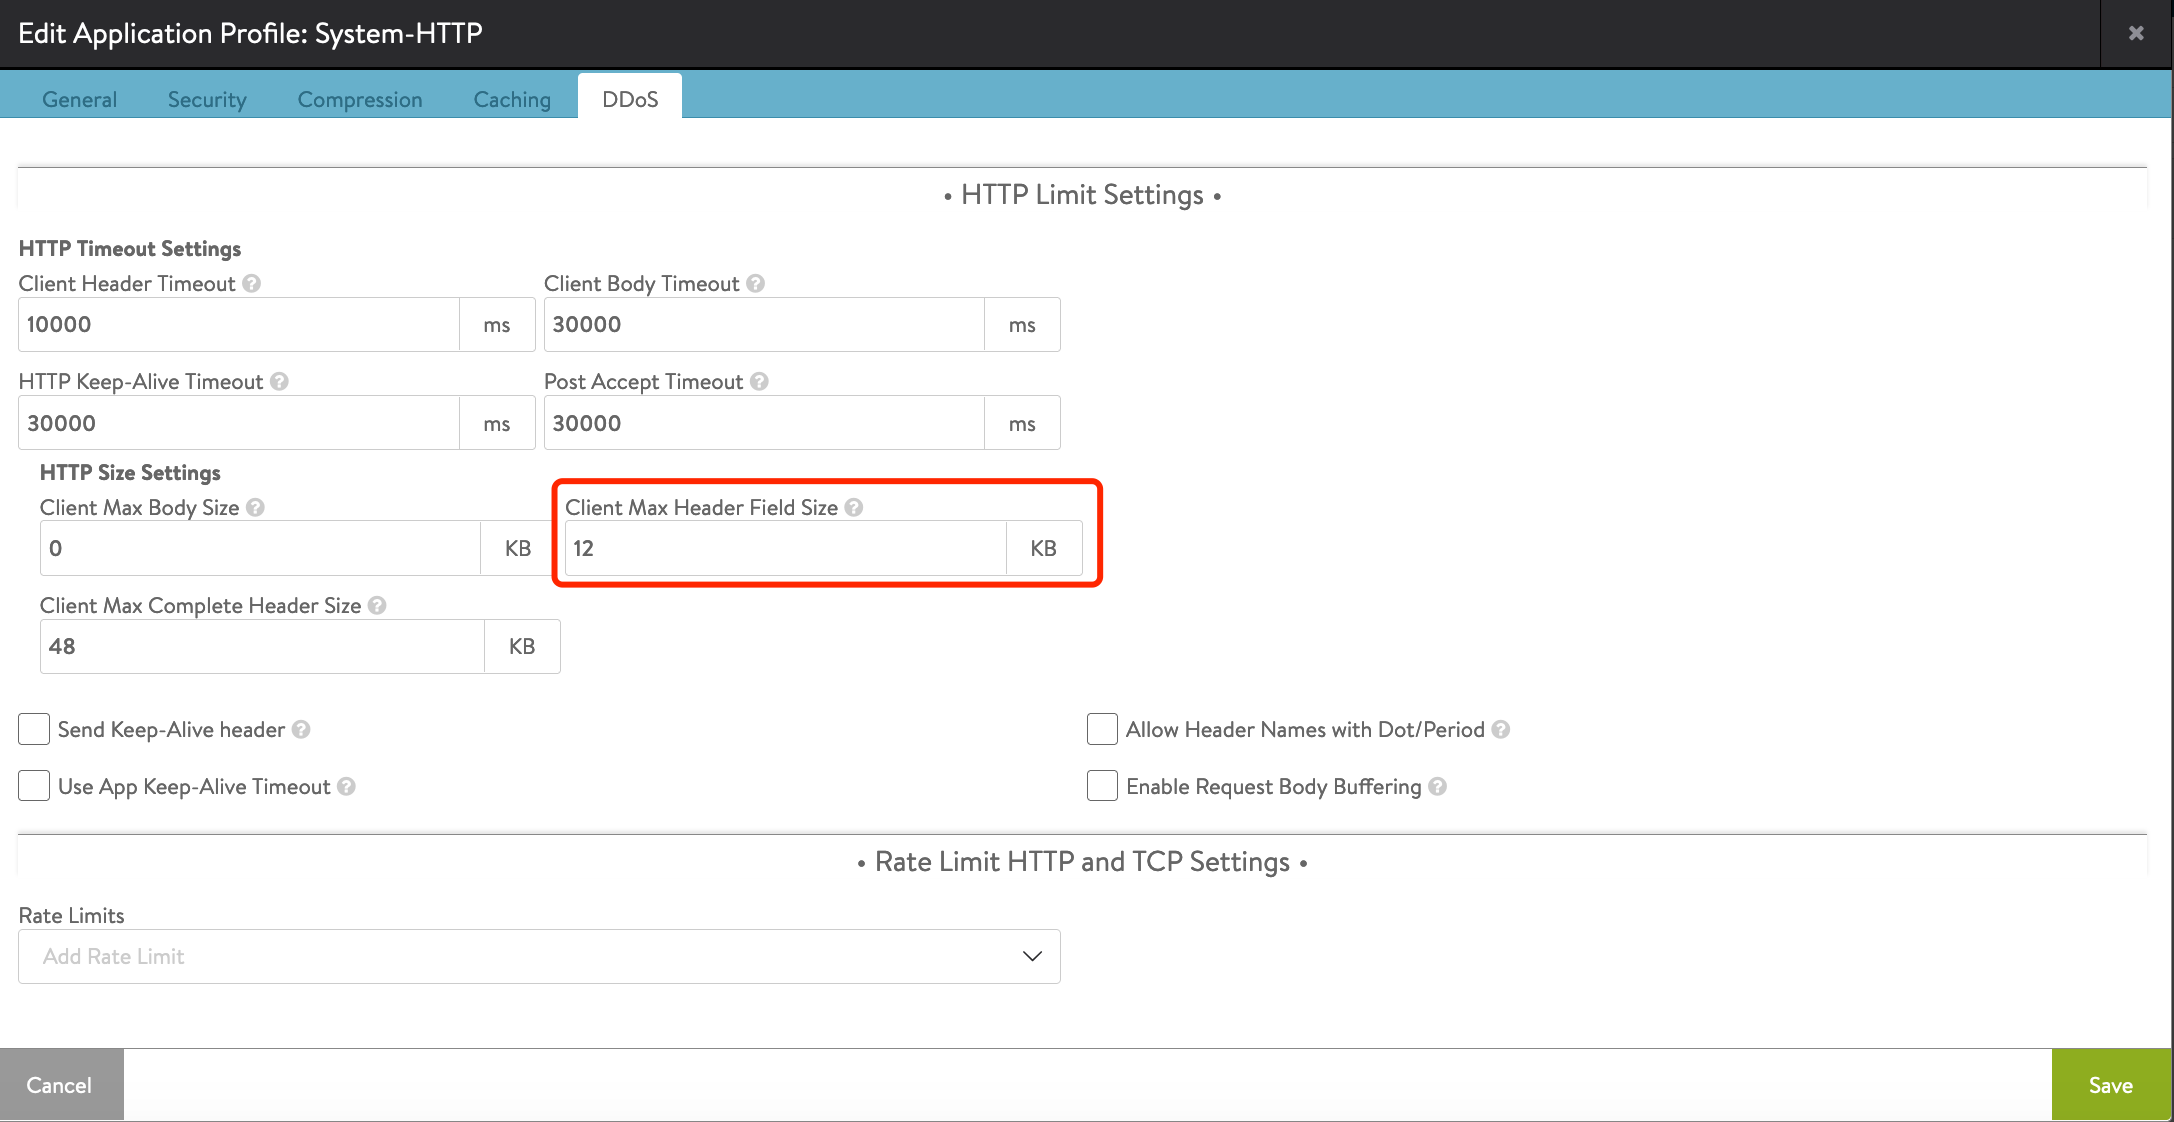 Edit Application Profile: System-HTTP
General Security Compression Caching DDoS
• HTTP Limit Settings •
HTTP Timeout Settings
Client Header Timeout ? Client Body Timeout ?
10000 ms 30000 ms
HTTP Keep-Alive Timeout ? Post Accept Timeout ?
30000 ms 30000 ms
HTTP Size Settings
Client Max Body Size ? Client Max Header Field Size ?
0 KB 12 KB
Client Max Complete Header Size ?
48 KB
Send Keep-Alive header ? Allow Header Names with Dot/Period ?
Use App Keep-Alive Timeout ? Enable Request Body Buffering ?
• Rate Limit HTTP and TCP Settings •
Rate Limits
Add Rate Limit
Cancel Save